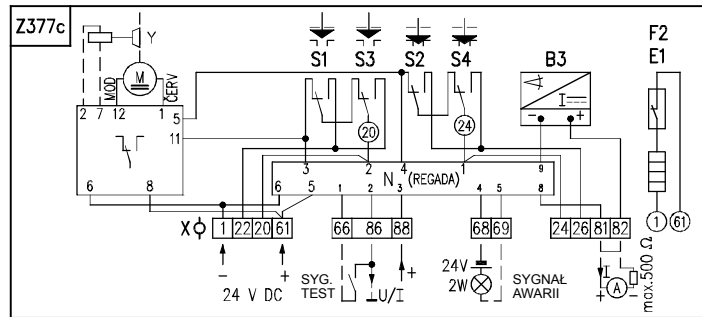 Z377c
S1 S3 S2 S4 F2
E1
Y B3
M
MOD ČERV I
2 7 12 1 5 - +
11 20 24
3 2 4 1 9
N (REGADA)
6 8 6 5 1 2 3 4 5 8
X 1 22 20 61 66 86 88 68 69 24 26 81 82 1 61
- + SYG. TEST U/I + 24V 2W SYGNAŁ AWARII I + A - max.500 Ω
24 V DC